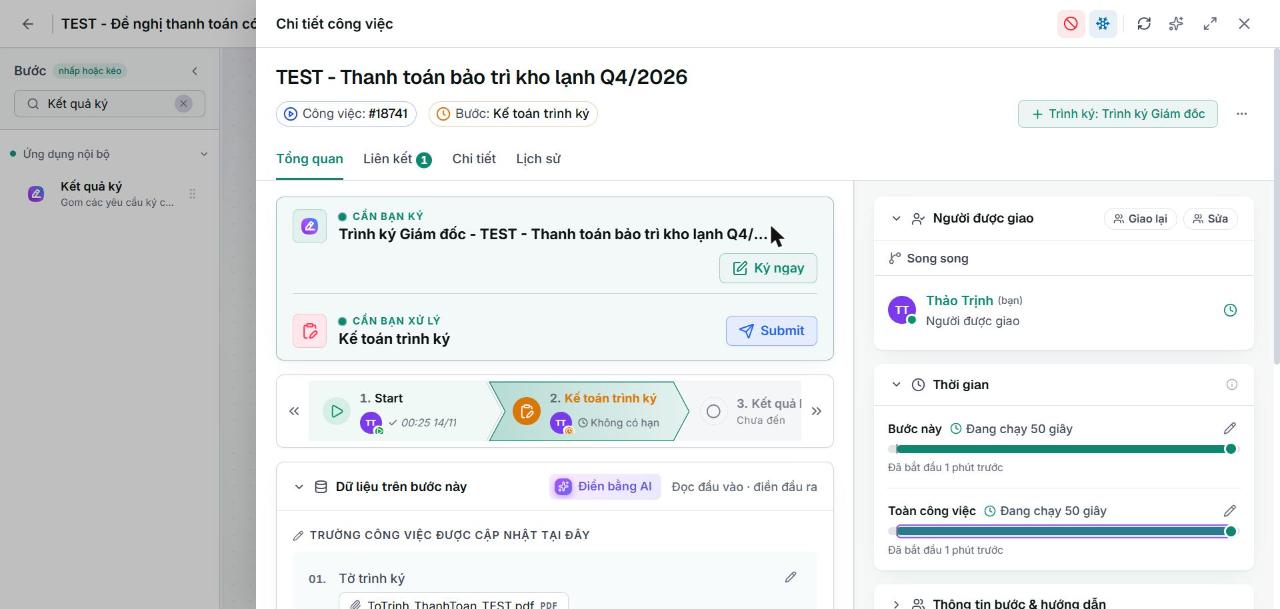 TEST - Đề nghị thanh toán có
Chi tiết công việc
Bước
nhấp hoặc kéo
Kết quả ký
Ứng dụng nội bộ
Kết quả ký
Gom các yêu cầu ký c...
TEST - Thanh toán bảo trì kho lạnh Q4/2026
Công việc: #18741
Bước: Kế toán trình ký
Trình ký: Trình ký Giám đốc
Tổng quan
Liên kết 1
Chi tiết
Lịch sử
CẦN BẠN KÝ
Trình ký Giám đốc - TEST - Thanh toán bảo trì kho lạnh Q4/...
Ký ngay
CẦN BẠN XỬ LÝ
Kế toán trình ký
Submit
1. Start
TT
00:25 14/11
2. Kế toán trình ký
TT
Không có hạn
3. Kết quả
Chưa đến
Dữ liệu trên bước này
Điền bằng AI
Đọc đầu vào · điền đầu ra
TRƯỜNG CÔNG VIỆC ĐƯỢC CẬP NHẬT TẠI ĐÂY
01. Tờ trình ký
ToTrinh_ThanhToan_TEST.pdf PDF
Người được giao
Giao lại
Sửa
Song song
TT
Thảo Trịnh (bạn)
Người được giao
Thời gian
Bước này
Đang chạy 50 giây
Đã bắt đầu 1 phút trước
Toàn công việc
Đang chạy 50 giây
Đã bắt đầu 1 phút trước
Thông tin bước & hướng dẫn